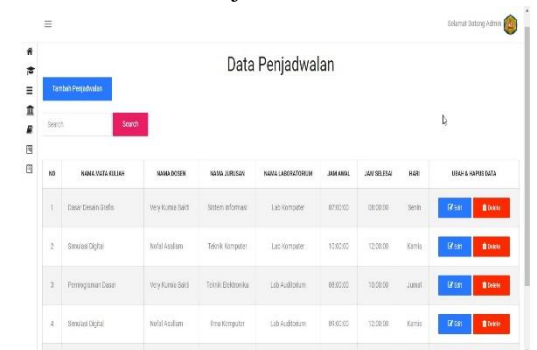 Selamat Datang Admin
Data Penjadwalan
Tambah Penjadwalan
Search Search
NO NAMA MATA KULIAH NAMA DOSEN NAMA JURUSAN NAMA LABORATORIUM JAM AWAL JAM SELESAI HARI UBAH & HAPUS DATA
1 Dasar Desain Grafis Very Kurnia Bakti Sistem Informasi Lab Komputer 07:00:00 Senin Edit Delete
2 Simulasi Digital Nofal Asallam Teknik Komputer Lab Komputer 10:00:00 12:00:00 Kamis Edit Delete
3 Pemrograman Dasar Very Kurnia Bakti Teknik Elektronika Lab Auditorium 08:00:00 10:00:00 Jumat Edit Delete
4 Simulasi Digital Nofal Asallam Ilmu Komputer Lab Auditorium 09:00:00 12:00:00 Kamis Edit Delete